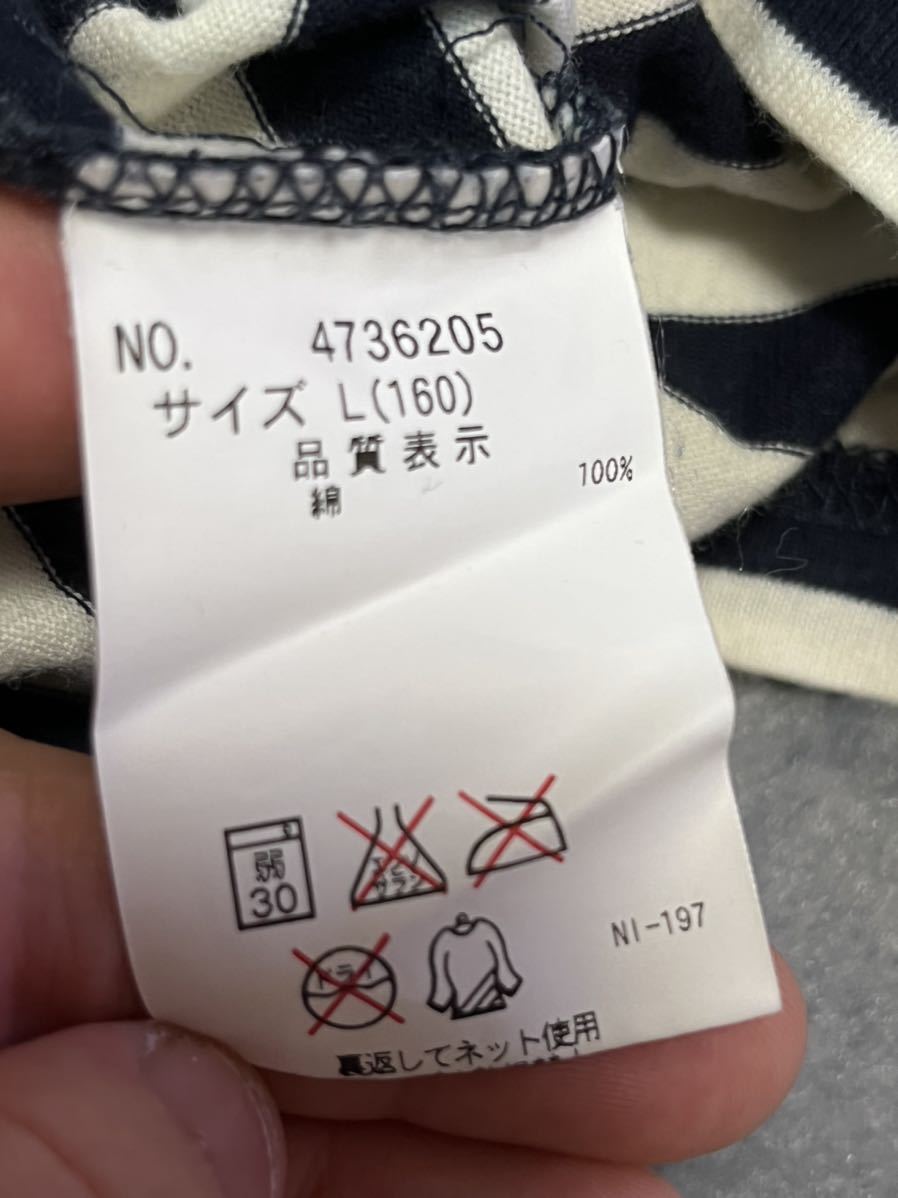 NO. 4736205
サイズ L(160)
品質表示
綿 100%
弱
30
エンソ
サラシ
ドライ
NI-197
裏返してネット使用